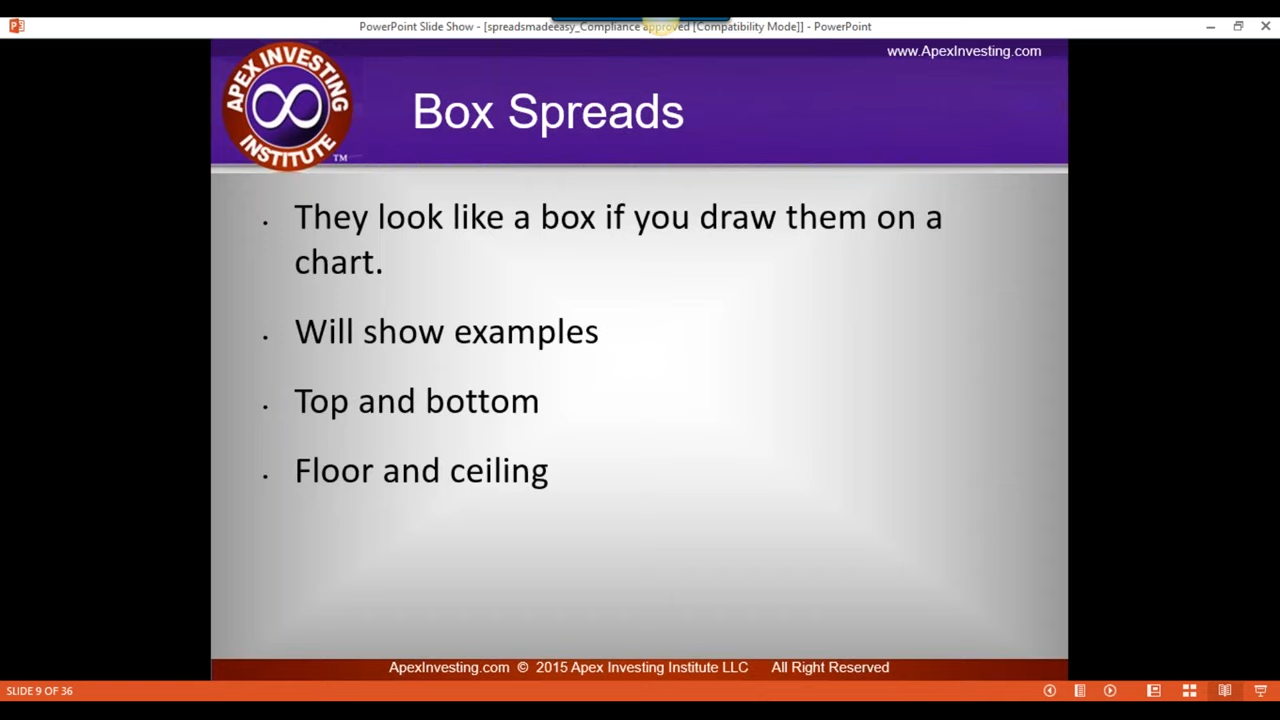 PowerPoint Slide Show - [spreadsmadeeasy_Compliance approved [Compatibility Mode]] - PowerPoint
www.ApexInvesting.com
APEX INVESTING
INSTITUTE
TM
Box Spreads
. They look like a box if you draw them on a
chart.
. Will show examples
. Top and bottom
. Floor and ceiling
ApexInvesting.com © 2015 Apex Investing Institute LLC All Right Reserved
SLIDE 9 OF 36